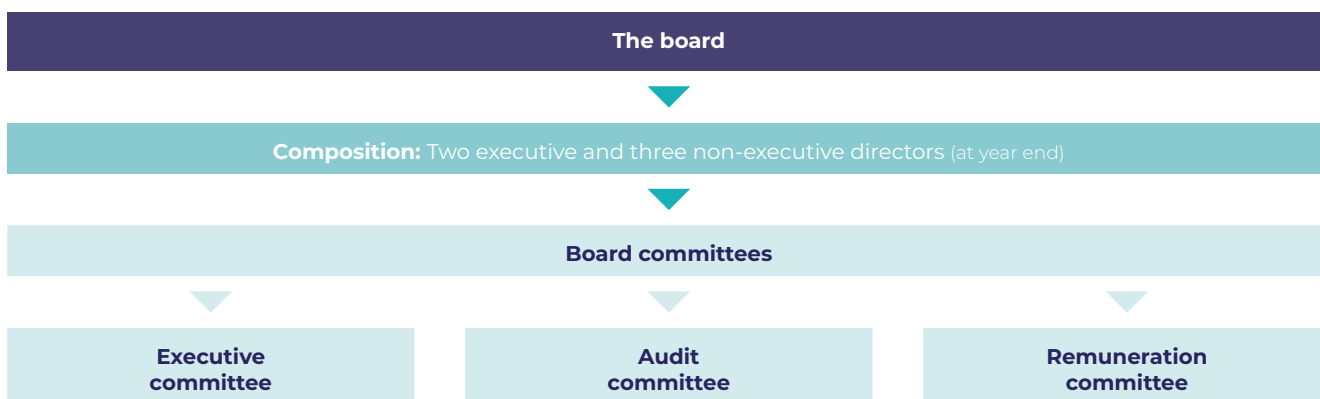 The board
Composition: Two executive and three non-executive directors (at year end)
Board committees
Executive
committee
Audit
committee
Remuneration
committee